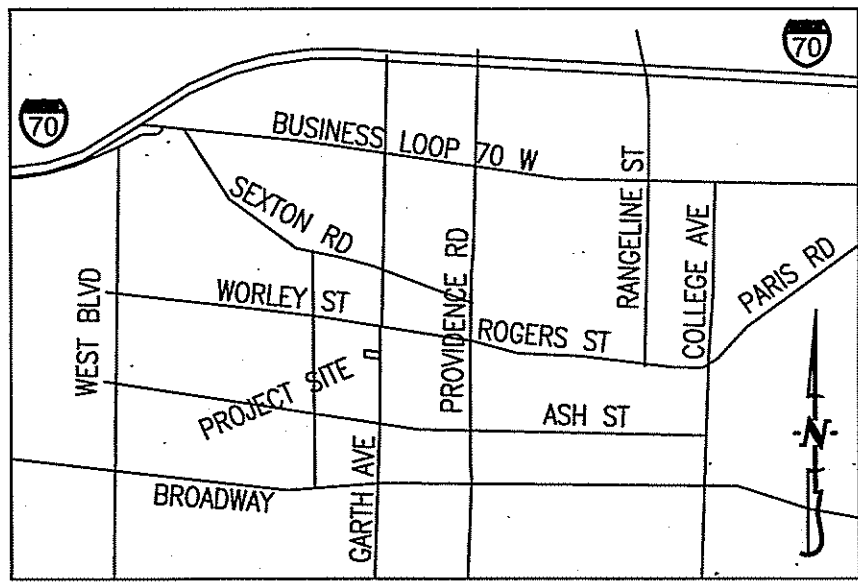 70
70
BUSINESS LOOP 70 W
SEXTON RD
RANGELINE ST
COLLEGE AVE
PARIS RD
PROVIDENCE RD
WEST BLVD
WORLEY ST
ROGERS ST
PROJECT SITE
ASH ST
-N-
GARTH AVE
BROADWAY